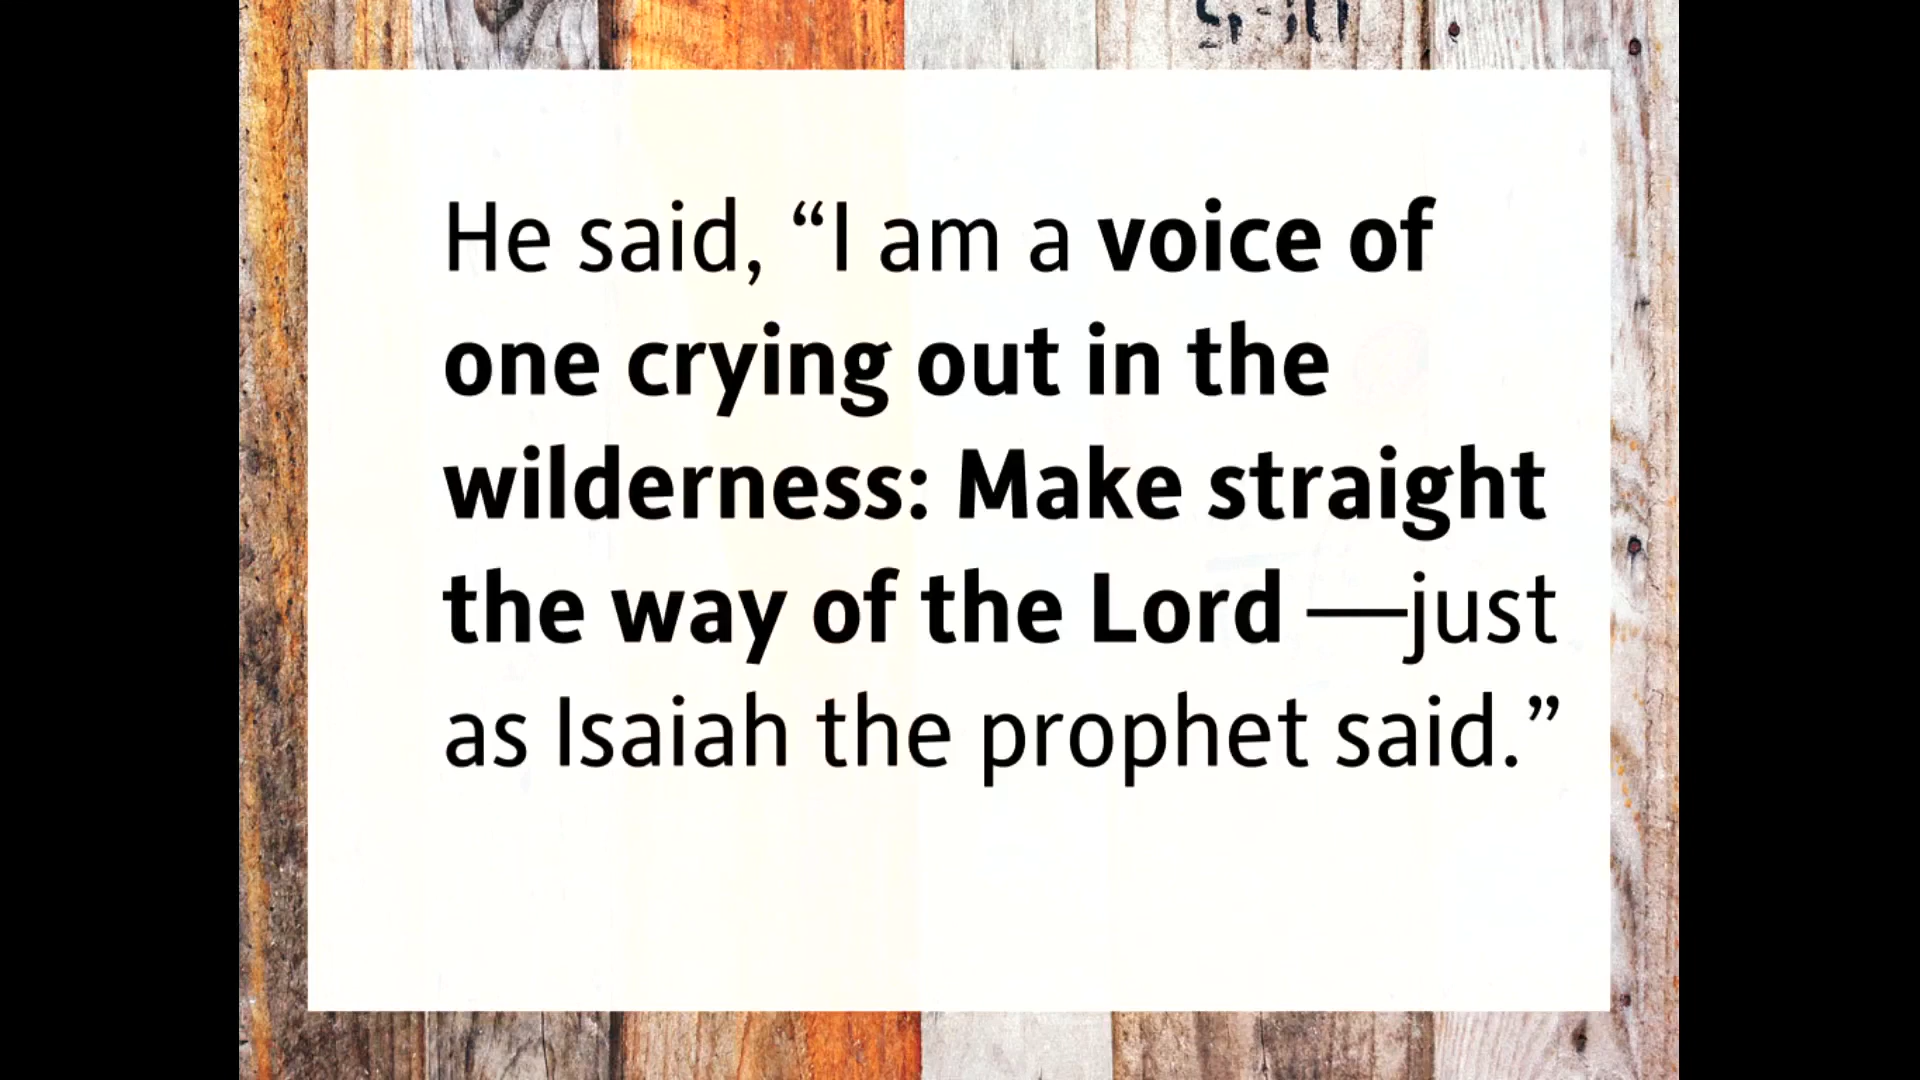 He said, “I am a voice of
one crying out in the
wilderness: Make straight
the way of the Lord —just
as Isaiah the prophet said.”